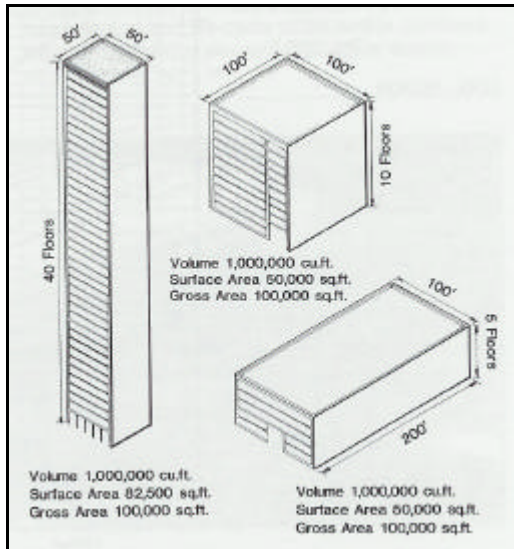 50'
50'
40 Floors
Volume 1,000,000 cu.ft.
Surface Area 82,500 sq.ft.
Gross Area 100,000 sq.ft.
100'
100'
10 Floors
Volume 1,000,000 cu.ft.
Surface Area 50,000 sq.ft.
Gross Area 100,000 sq.ft.
100'
5 Floors
200'
Volume 1,000,000 cu.ft.
Surface Area 50,000 sq.ft.
Gross Area 100,000 sq.ft.